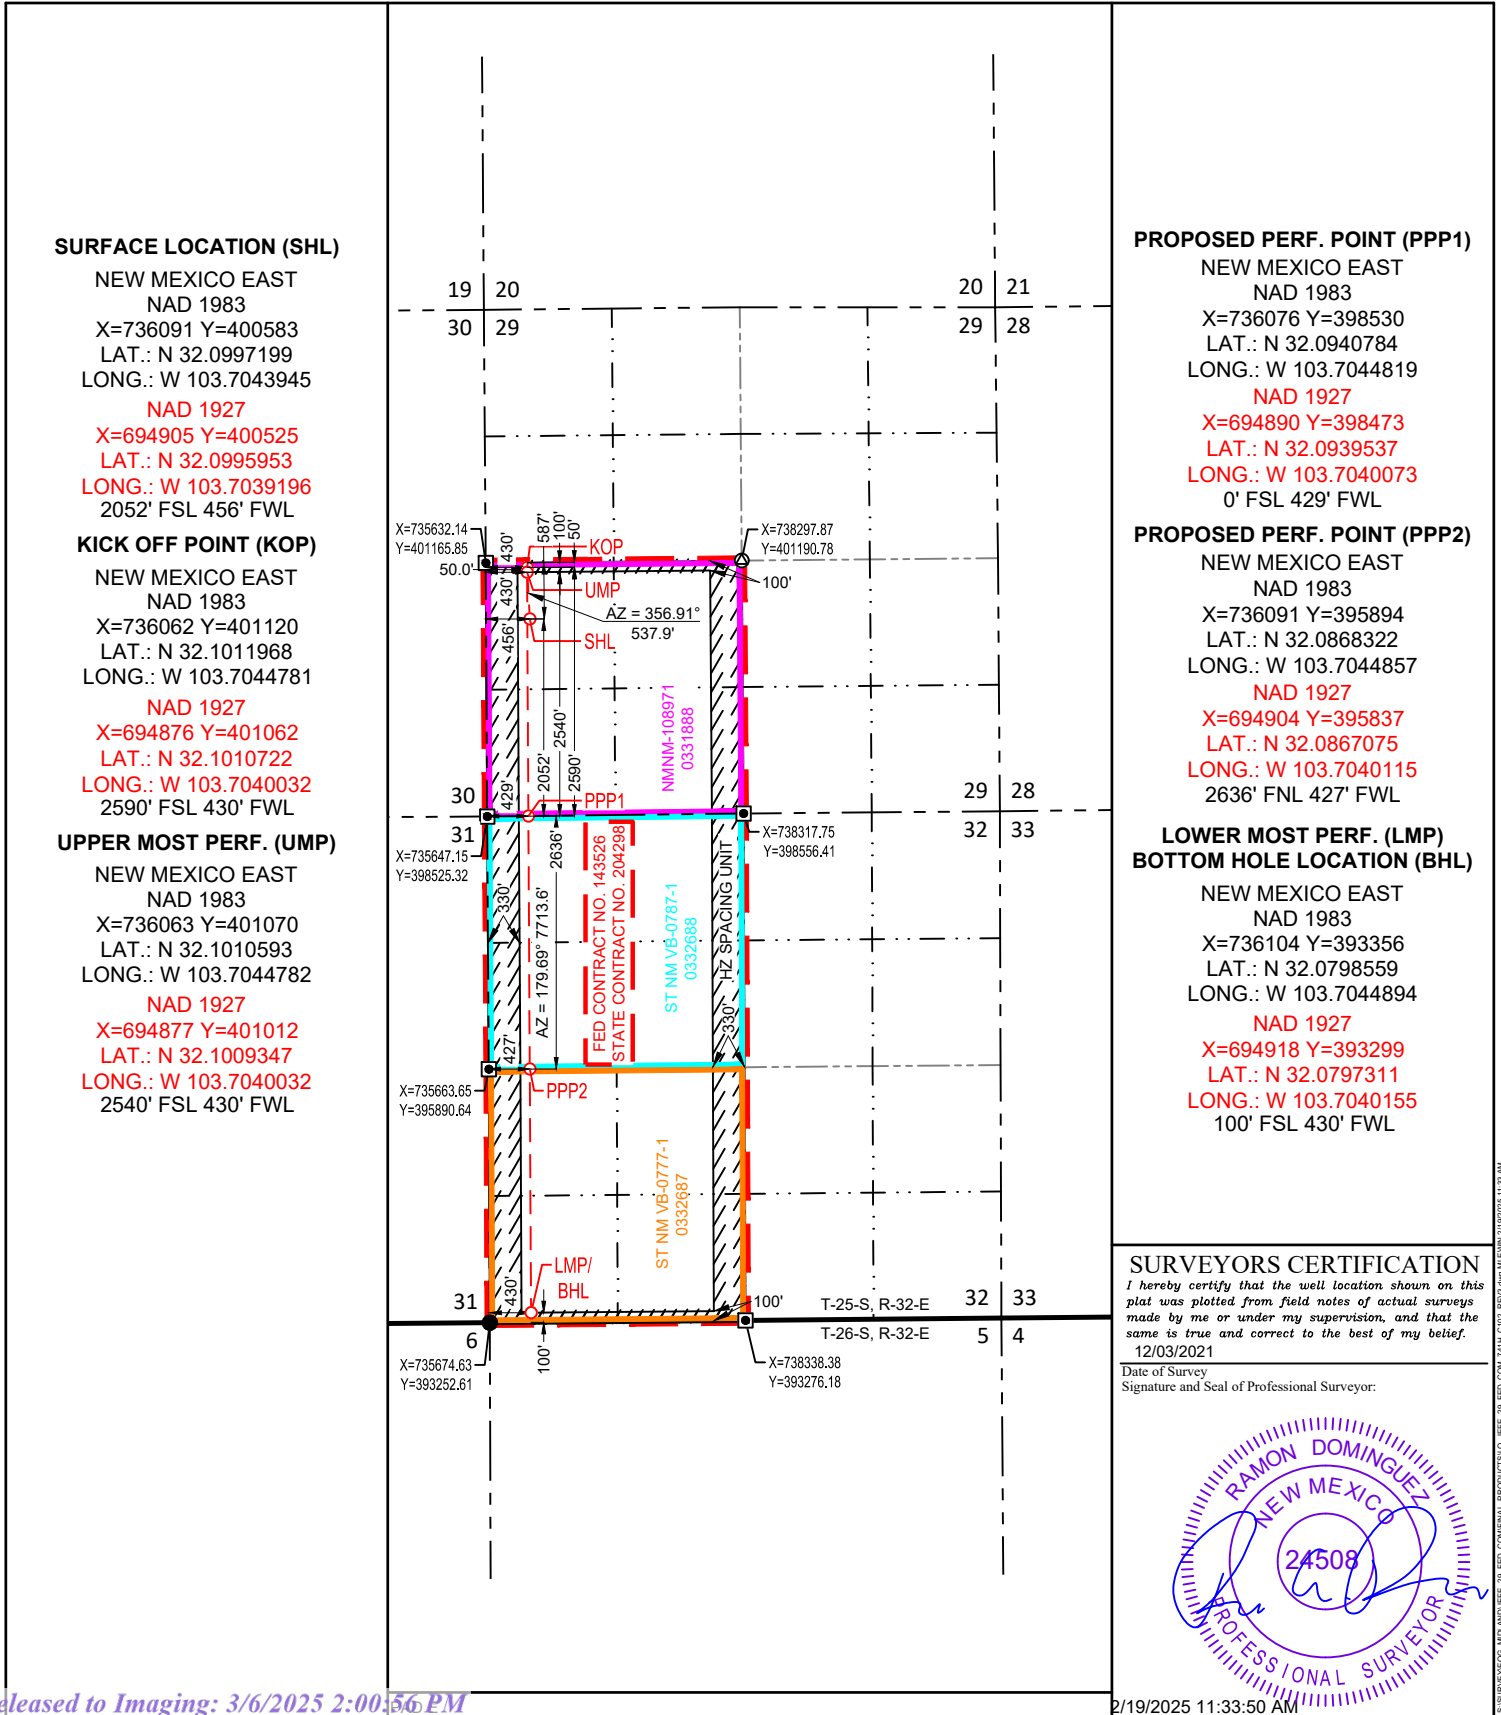 SURFACE LOCATION (SHL)
NEW MEXICO EAST
NAD 1983
X=736091 Y=400583
LAT.: N 32.0997199
LONG.: W 103.7043945
NAD 1927
X=694905 Y=400525
LAT.: N 32.0995953
LONG.: W 103.7039196
2052' FSL 456' FWL
KICK OFF POINT (KOP)
NEW MEXICO EAST
NAD 1983
X=736062 Y=401120
LAT.: N 32.1011968
LONG.: W 103.7044781
NAD 1927
X=694876 Y=401062
LAT.: N 32.1010722
LONG.: W 103.7040032
2590' FSL 430' FWL
UPPER MOST PERF. (UMP)
NEW MEXICO EAST
NAD 1983
X=736063 Y=401070
LAT.: N 32.1010593
LONG.: W 103.7044782
NAD 1927
X=694877 Y=401012
LAT.: N 32.1009347
LONG.: W 103.7040032
2540' FSL 430' FWL
19 20
30 29
20 21
29 28
X=735632.14
Y=401165.85
50.0'
430'
587'
100'
50'
KOP
X=738297.87
Y=401190.78
100'
UMP
430'
AZ = 356.91°
537.9'
456'
SHL
2052'
2540'
2590'
NMNM-108971
0331888
429'
PPP1
30
31
29 28
32 33
X=735647.15
Y=398525.32
X=738317.75
Y=398556.41
2636'
330'
AZ = 179.69° 7713.6'
FED CONTRACT NO. 143526
STATE CONTRACT NO. 204298
ST NM VB-0787-1
0332688
HZ SPACING UNIT
330'
427'
PPP2
X=735663.65
Y=395890.64
ST NM VB-0777-1
0332687
LMP/
BHL
430'
100'
100'
31
6
T-25-S, R-32-E
T-26-S, R-32-E
32 33
5 4
X=735674.63
Y=393252.61
X=738338.38
Y=393276.18
PROPOSED PERF. POINT (PPP1)
NEW MEXICO EAST
NAD 1983
X=736076 Y=398530
LAT.: N 32.0940784
LONG.: W 103.7044819
NAD 1927
X=694890 Y=398473
LAT.: N 32.0939537
LONG.: W 103.7040073
0' FSL 429' FWL
PROPOSED PERF. POINT (PPP2)
NEW MEXICO EAST
NAD 1983
X=736091 Y=395894
LAT.: N 32.0868322
LONG.: W 103.7044857
NAD 1927
X=694904 Y=395837
LAT.: N 32.0867075
LONG.: W 103.7040115
2636' FNL 427' FWL
LOWER MOST PERF. (LMP)
BOTTOM HOLE LOCATION (BHL)
NEW MEXICO EAST
NAD 1983
X=736104 Y=393356
LAT.: N 32.0798559
LONG.: W 103.7044894
NAD 1927
X=694918 Y=393299
LAT.: N 32.0797311
LONG.: W 103.7040155
100' FSL 430' FWL
SURVEYORS CERTIFICATION
I hereby certify that the well location shown on this
plat was plotted from field notes of actual surveys
made by me or under my supervision, and that the
same is true and correct to the best of my belief.
12/03/2021
Date of Survey
Signature and Seal of Professional Surveyor:
RAMON DOMINGUEZ
NEW MEXICO
24508
PROFESSIONAL SURVEYOR
eleased to Imaging: 3/6/2025 2:00:56 PM
2/19/2025 11:33:50 AM